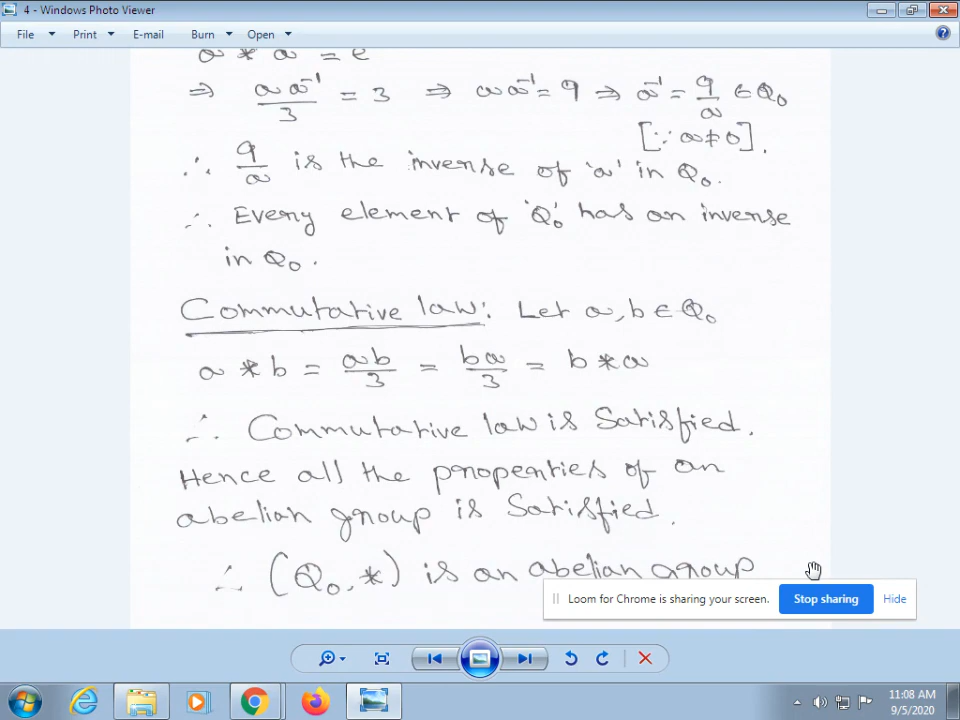 4 - Windows Photo Viewer
File Print E-mail Burn Open
a * a = e
⇒ a a⁻¹/3 = 3 ⇒ a a⁻¹ = 9 ⇒ a⁻¹ = 9/a ∈ Q₀
[∵ a ≠ 0].
∴ 9/a is the inverse of 'a' in Q₀.
∴ Every element of 'Q₀' has an inverse
in Q₀.
Commutative law: Let a, b ∈ Q₀
a * b = ab/3 = ba/3 = b * a
∴ Commutative law is Satisfied.
Hence all the properties of an
abelian group is Satisfied.
∴ (Q₀, *) is an abelian group
Loom for Chrome is sharing your screen. Stop sharing Hide
11:08 AM
9/5/2020